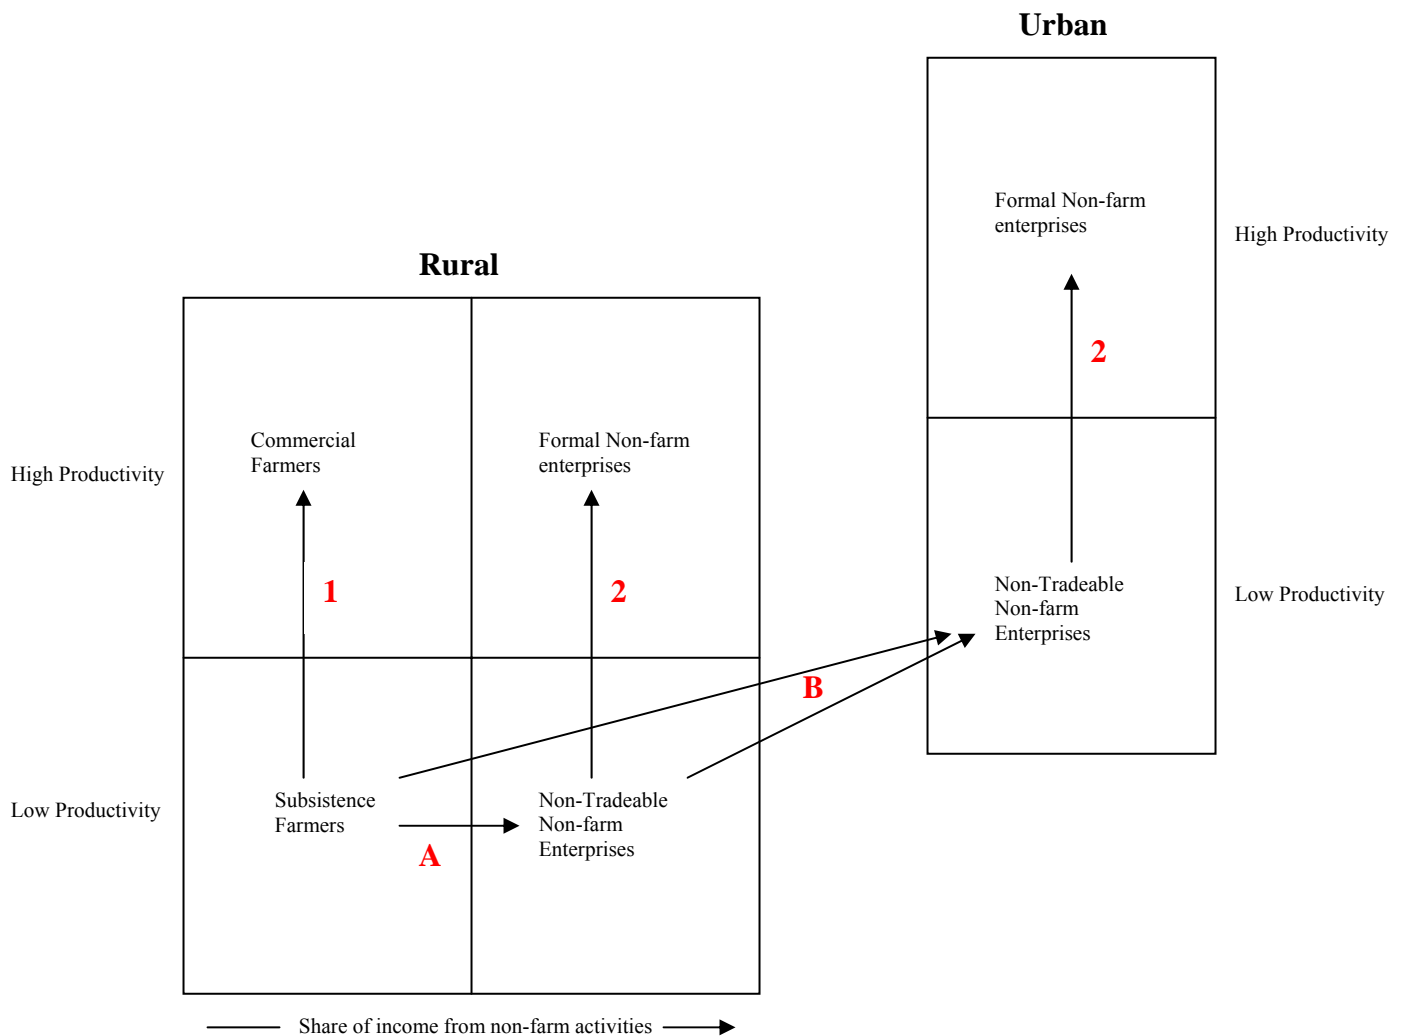 Urban
Formal Non-farm
enterprises
High Productivity
Rural
2
Commercial
Farmers
Formal Non-farm
enterprises
High Productivity
1
2
Non-Tradeable
Non-farm
Enterprises
Low Productivity
B
Subsistence
Farmers
Non-Tradeable
Non-farm
Enterprises
Low Productivity
A
Share of income from non-farm activities